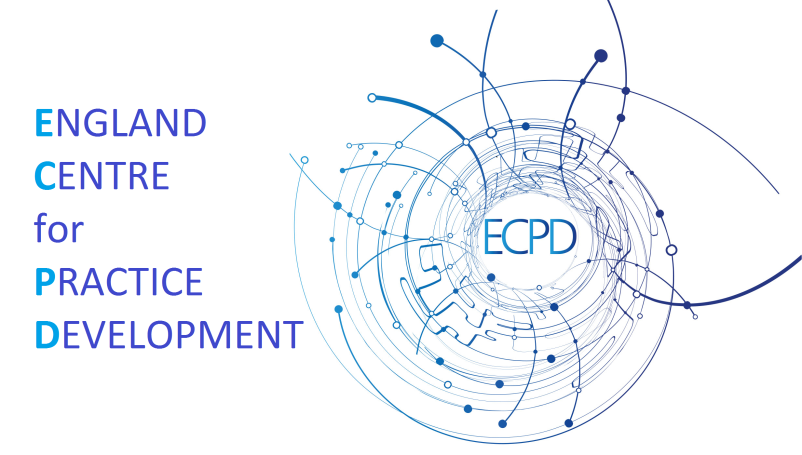 ENGLAND
CENTRE
for
PRACTICE
DEVELOPMENT
ECPD